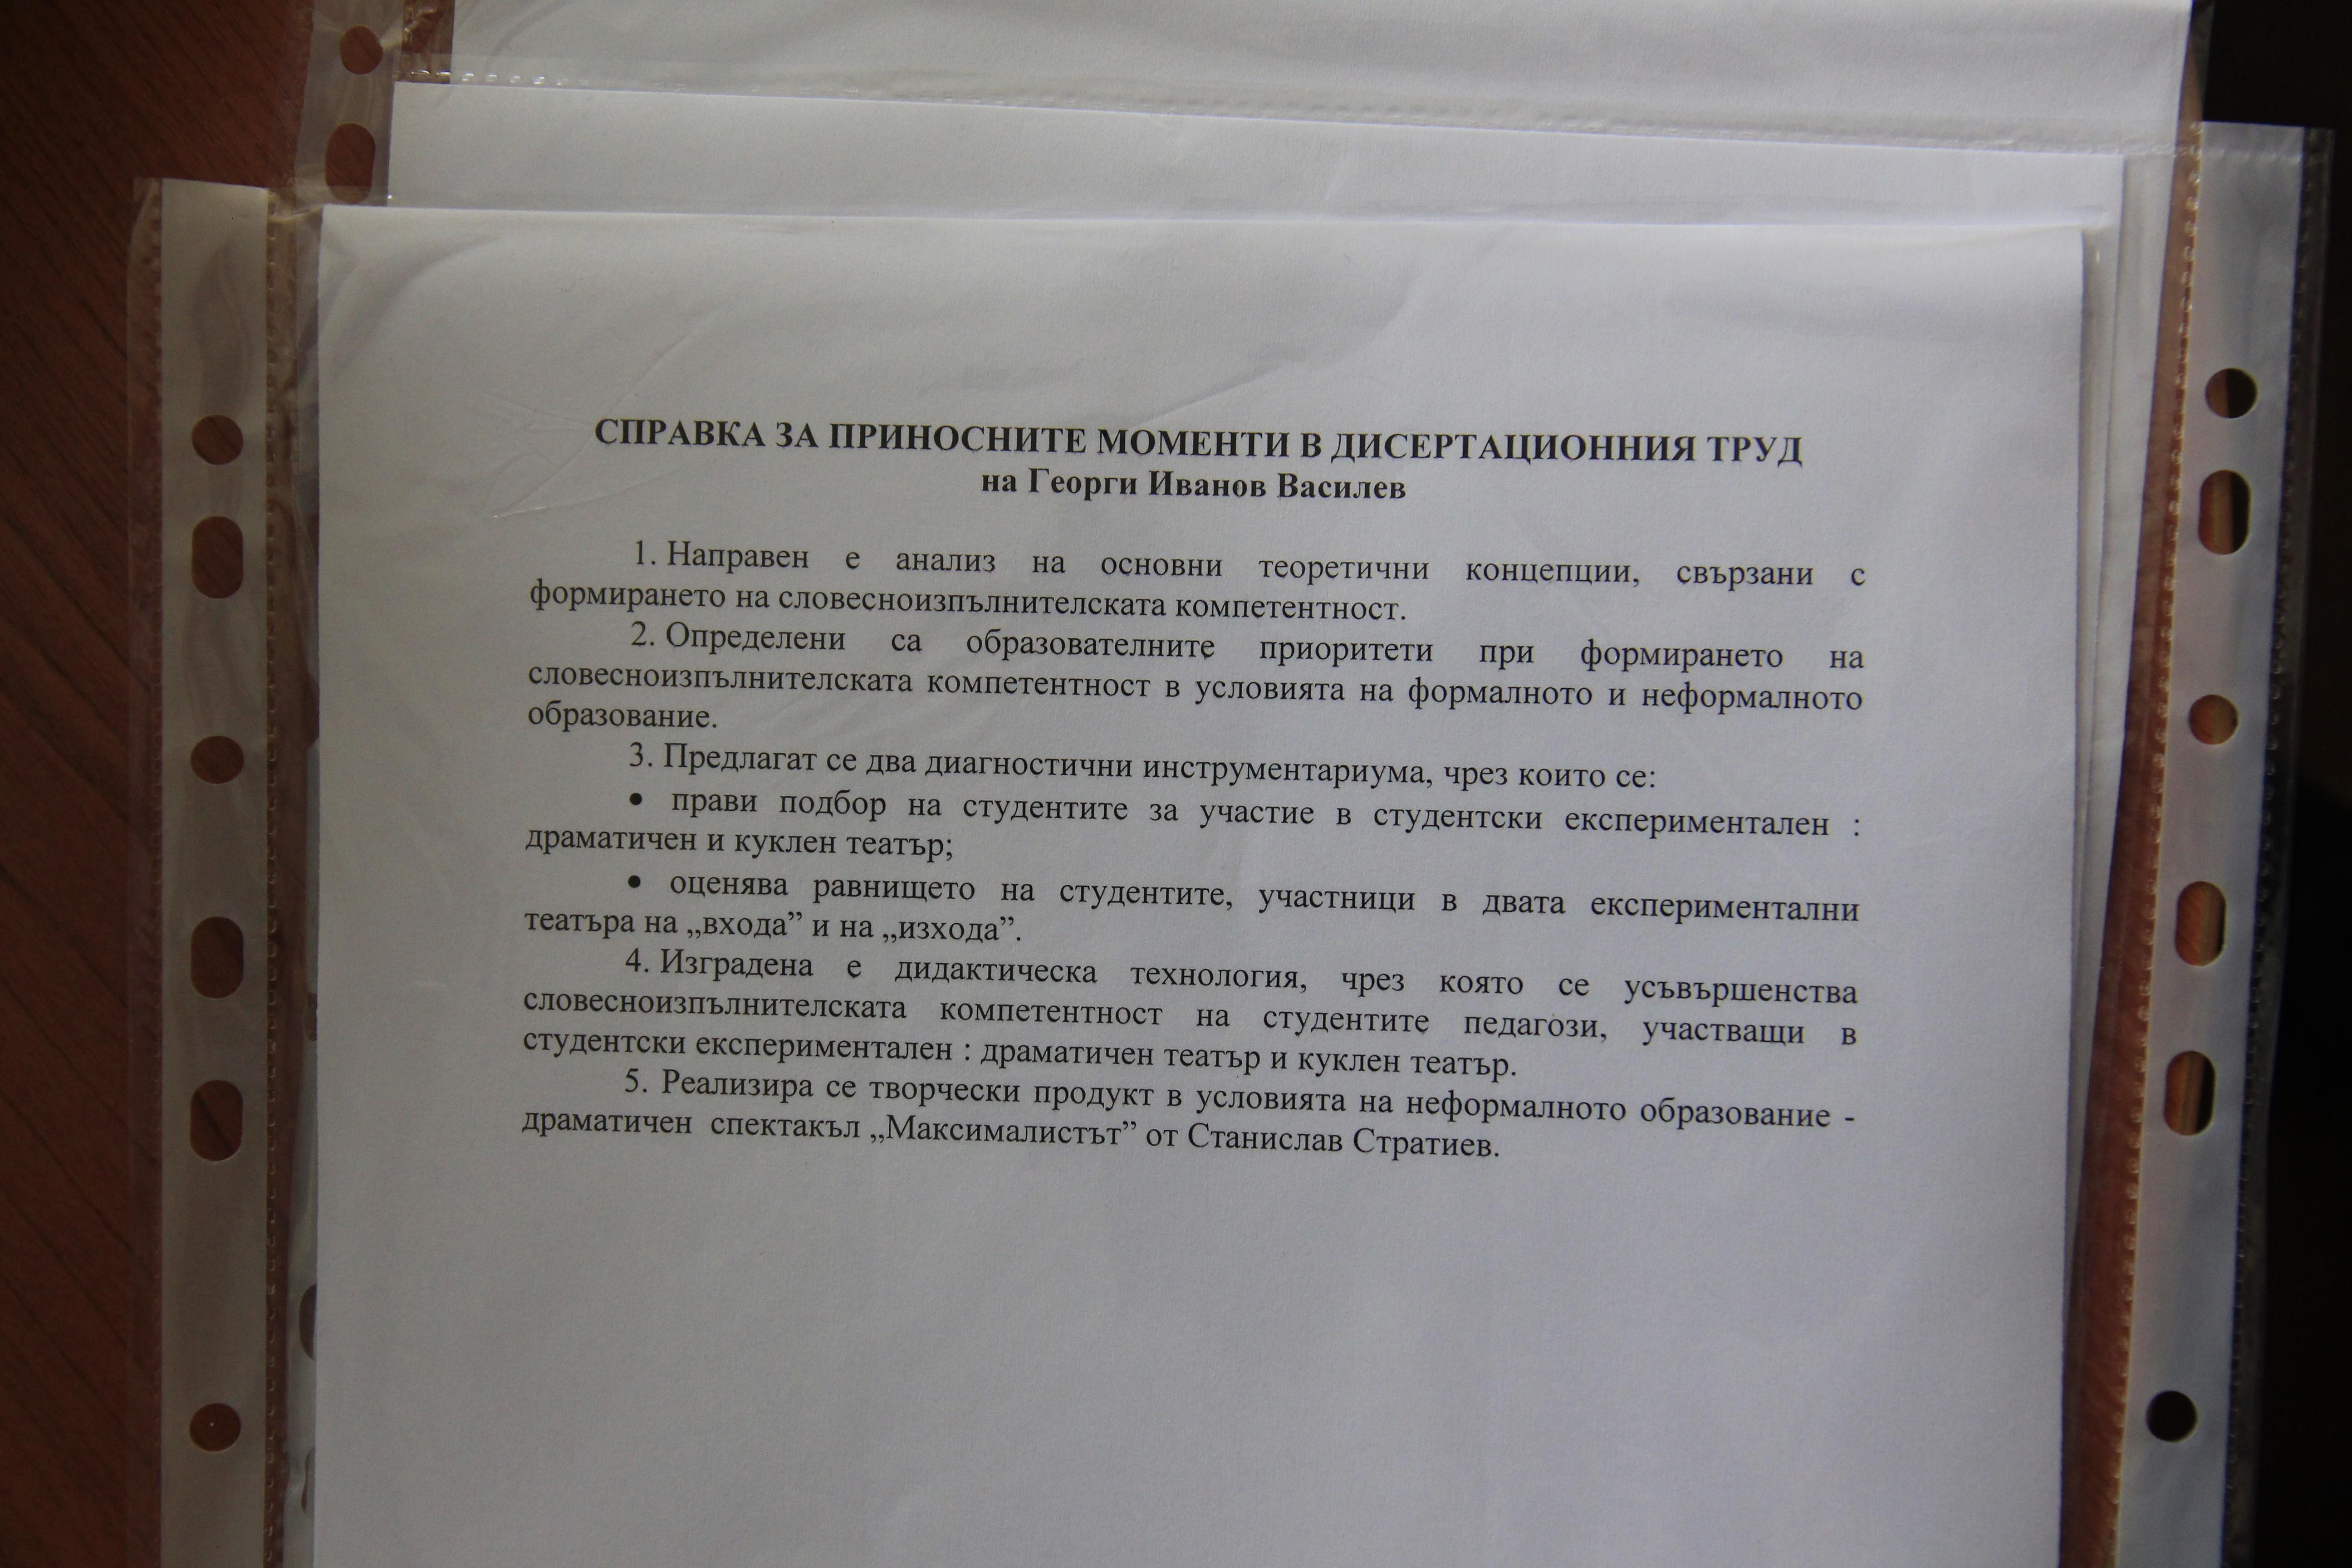 СПРАВКА ЗА ПРИНОСНИТЕ МОМЕНТИ В ДИСЕРТАЦИОННИЯ ТРУД
на Георги Иванов Василев
1. Направен е анализ на основни теоретични концепции, свързани с
формирането на словесноизпълнителската компетентност.
2. Определени са образователните приоритети при формирането на
словесноизпълнителската компетентност в условията на формалното и неформалното
образование.
3. Предлагат се два диагностични инструментариума, чрез които се:
• прави подбор на студентите за участие в студентски експериментален :
драматичен и куклен театър;
• оценява равнището на студентите, участници в двата експериментални
театъра на „входа” и на „изхода”.
4. Изградена е дидактическа технология, чрез която се усъвършенства
словесноизпълнителската компетентност на студентите педагози, участващи в
студентски експериментален : драматичен театър и куклен театър.
5. Реализира се творчески продукт в условията на неформалното образование -
драматичен спектакъл „Максималистът” от Станислав Стратиев.